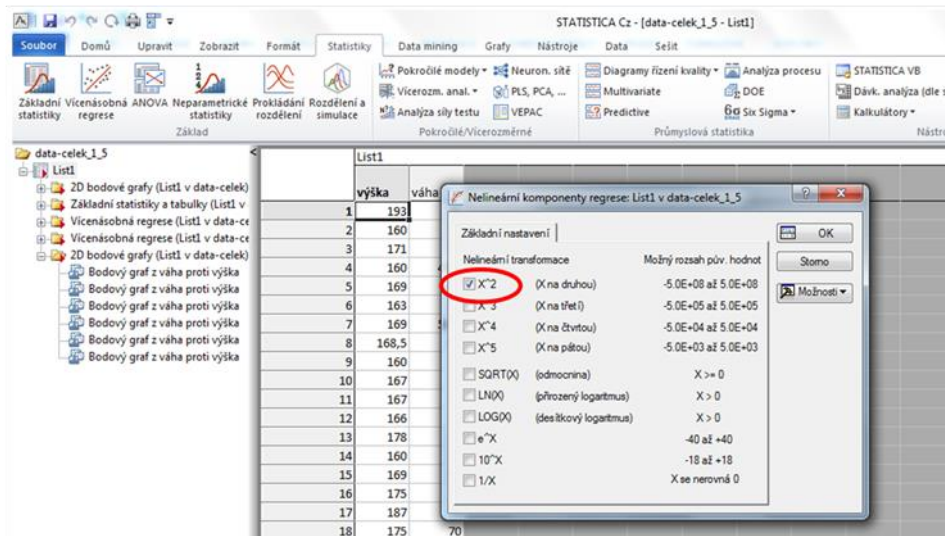 STATISTICA Cz - [data-celek_1_5 - List1]
Soubor Domů Upravit Zobrazit Formát Statistiky Data mining Grafy Nástroje Data Sešit
Pokročilé modely Neuron. sítě Diagramy řízení kvality Analýza procesu STATISTICA VB
Vícerozm. anal. PLS, PCA, ... Multivariate DOE Dávk. analýza (dle s
Analýza síly testu VEPAC Predictive Six Sigma Kalkulátory
Základní statistiky
Vícenásobná regrese
ANOVA
Neparametrické statistiky
Prokládání rozdělení
Rozdělení a simulace
Základ Pokročilé/Vícerozměrné Průmyslová statistika Nástro
data-celek_1_5
List1
2D bodové grafy (List1 v data-celek)
Základní statistiky a tabulky (List1 v
Vícenásobná regrese (List1 v data-ce
Vícenásobná regrese (List1 v data-ce
2D bodové grafy (List1 v data-celek)
Bodový graf z váha proti výška
Bodový graf z váha proti výška
Bodový graf z váha proti výška
Bodový graf z váha proti výška
Bodový graf z váha proti výška
Bodový graf z váha proti výška
List1
výška váha
1 193
2 160
3 171
4 160
5 169
6 163
7 169
8 168,5
9 160
10 167
11 167
12 166
13 178
14 160
15 169
16 175
17 187
18 175 70
Nelineární komponenty regrese: List1 v data-celek_1_5
Základní nastavení
OK
Storno
Možnosti
Nelineární transformace Možný rozsah pův. hodnot
X^2 (X na druhou) -5.0E+08 až 5.0E+08
X^3 (X na třetí) -5.0E+05 až 5.0E+05
X^4 (X na čtvrtou) -5.0E+04 až 5.0E+04
X^5 (X na pátou) -5.0E+03 až 5.0E+03
SQRT(X) (odmocnina) X >= 0
LN(X) (přirozený logaritmus) X > 0
LOG(X) (desítkový logaritmus) X > 0
e^X -40 až +40
10^X -18 až +18
1/X X se nerovná 0